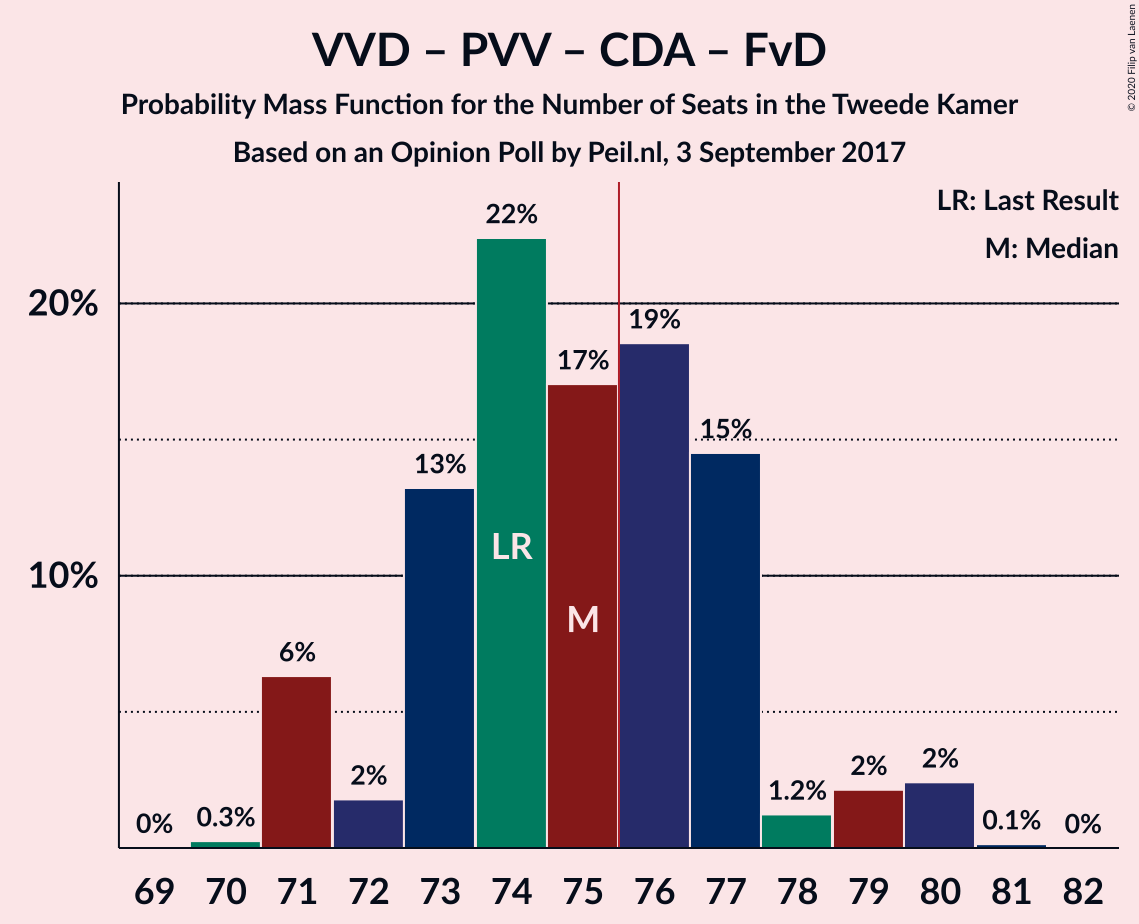 VVD – PVV – CDA – FvD
Probability Mass Function for the Number of Seats in the Tweede Kamer
Based on an Opinion Poll by Peil.nl, 3 September 2017
© 2020 Filip van Laenen
LR: Last Result
M: Median
20%
10%
0%
0.3%
6%
2%
13%
22%
17%
19%
15%
1.2%
2%
2%
0.1%
0%
LR
M
69 70 71 72 73 74 75 76 77 78 79 80 81 82